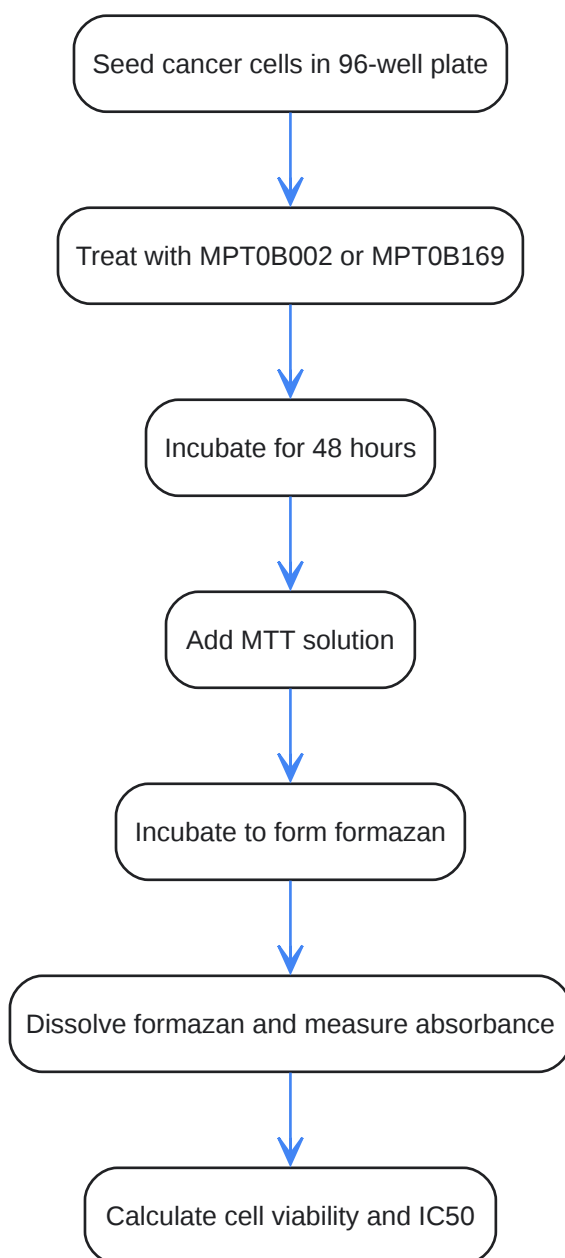 Seed cancer cells in 96-well plate
Treat with MPT0B002 or MPT0B169
Incubate for 48 hours
Add MTT solution
Incubate to form formazan
Dissolve formazan and measure absorbance
Calculate cell viability and IC50